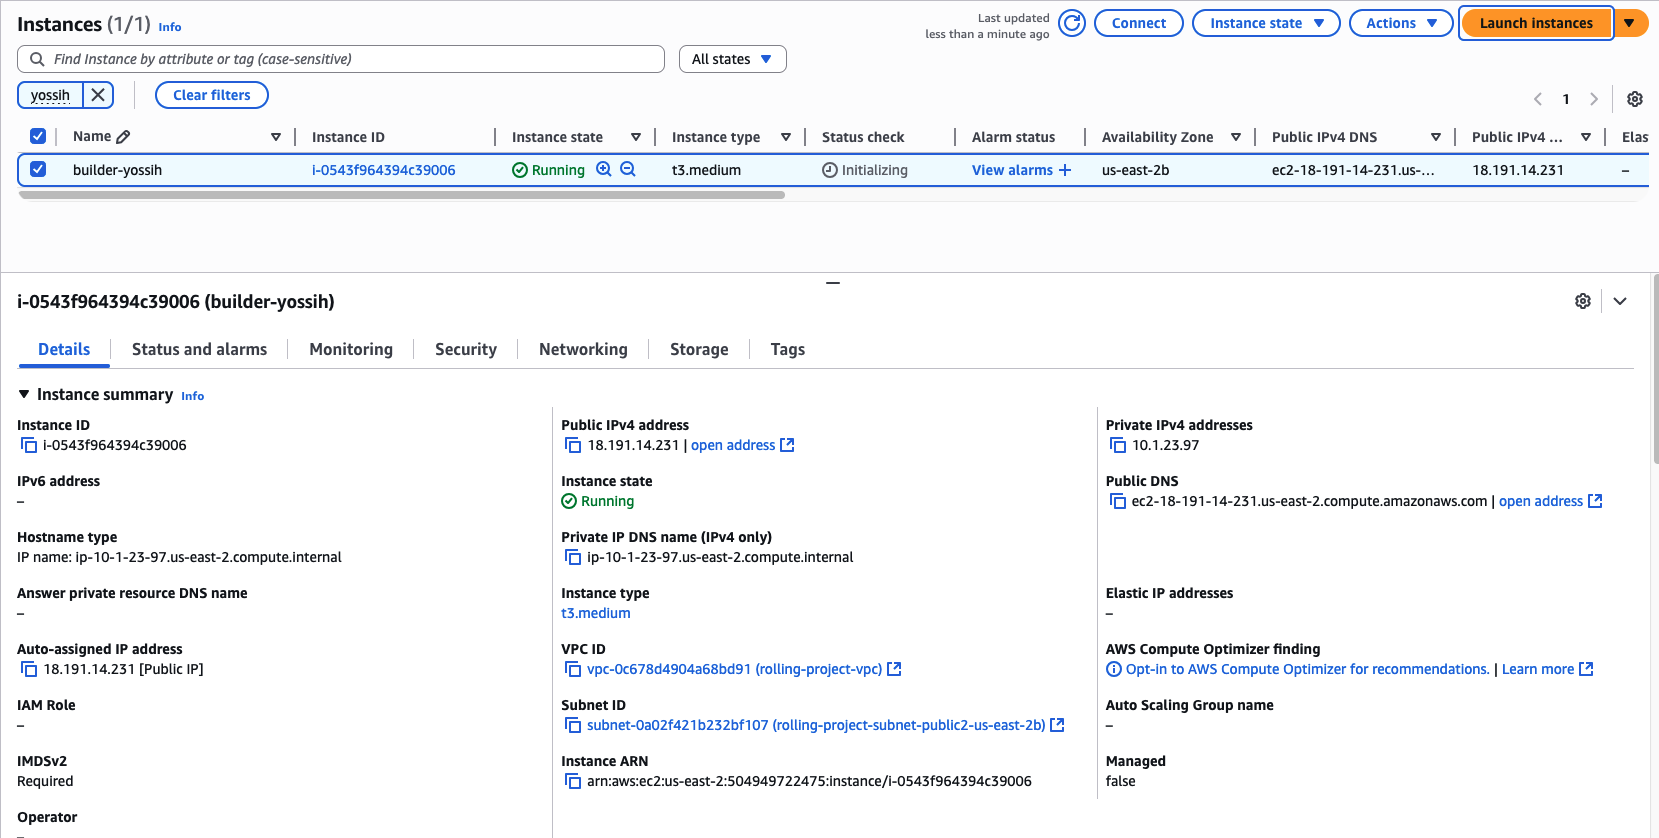 Instances (1/1) Info
Last updated
less than a minute ago
Connect
Instance state
Actions
Launch instances
Find Instance by attribute or tag (case-sensitive)
All states
yossih
Clear filters
1
Name Instance ID Instance state Instance type Status check Alarm status Availability Zone Public IPv4 DNS Public IPv4 ... Elas
builder-yossih i-0543f964394c39006 Running t3.medium Initializing View alarms + us-east-2b ec2-18-191-14-231.us-... 18.191.14.231 –
i-0543f964394c39006 (builder-yossih)
Details Status and alarms Monitoring Security Networking Storage Tags
Instance summary Info
Instance ID
i-0543f964394c39006
Public IPv4 address
18.191.14.231 | open address
Private IPv4 addresses
10.1.23.97
IPv6 address
–
Instance state
Running
Public DNS
ec2-18-191-14-231.us-east-2.compute.amazonaws.com | open address
Hostname type
IP name: ip-10-1-23-97.us-east-2.compute.internal
Private IP DNS name (IPv4 only)
ip-10-1-23-97.us-east-2.compute.internal
Answer private resource DNS name
–
Instance type
t3.medium
Elastic IP addresses
–
Auto-assigned IP address
18.191.14.231 [Public IP]
VPC ID
vpc-0c678d4904a68bd91 (rolling-project-vpc)
AWS Compute Optimizer finding
Opt-in to AWS Compute Optimizer for recommendations. | Learn more
IAM Role
–
Subnet ID
subnet-0a02f421b232bf107 (rolling-project-subnet-public2-us-east-2b)
Auto Scaling Group name
–
IMDSv2
Required
Instance ARN
arn:aws:ec2:us-east-2:504949722475:instance/i-0543f964394c39006
Managed
false
Operator
–